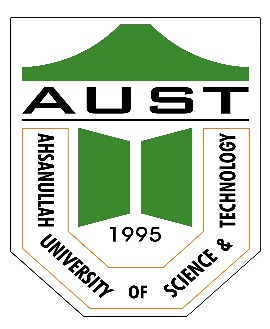 AUST
1995
AHSANULLAH UNIVERSITY OF SCIENCE & TECHNOLOGY